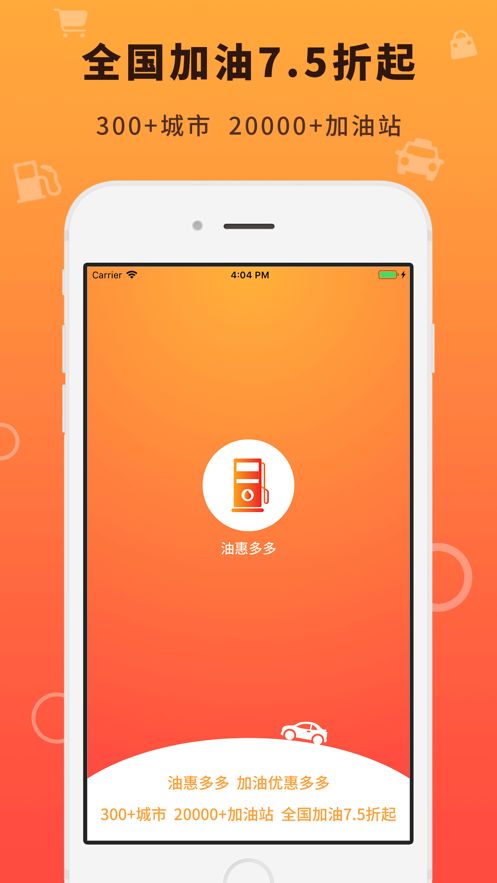 全国加油7.5折起
300+城市 20000+加油站
Carrier 4:04 PM
油惠多多
油惠多多 加油优惠多多
300+城市 20000+加油站 全国加油7.5折起